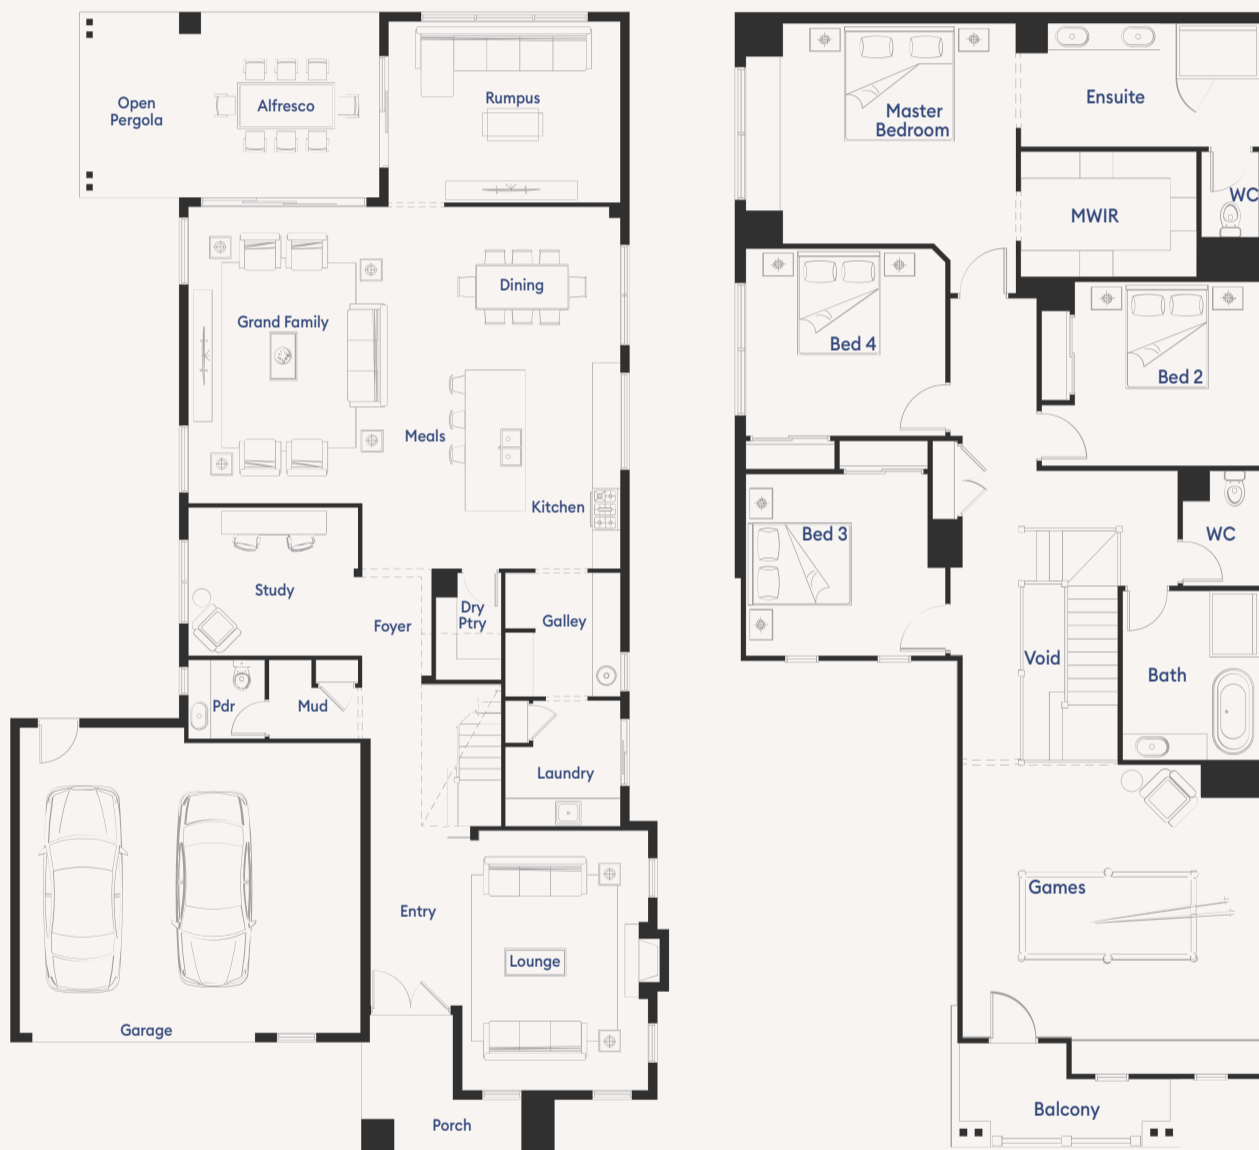 Open
Pergola
Alfresco
Rumpus
Dining
Grand Family
Meals
Kitchen
Study
Foyer
Dry
Ptry
Galley
Pdr
Mud
Laundry
Entry
Lounge
Garage
Porch
Master
Bedroom
Ensuite
MWIR
WC
Bed 4
Bed 2
Bed 3
WC
Void
Bath
Games
Balcony